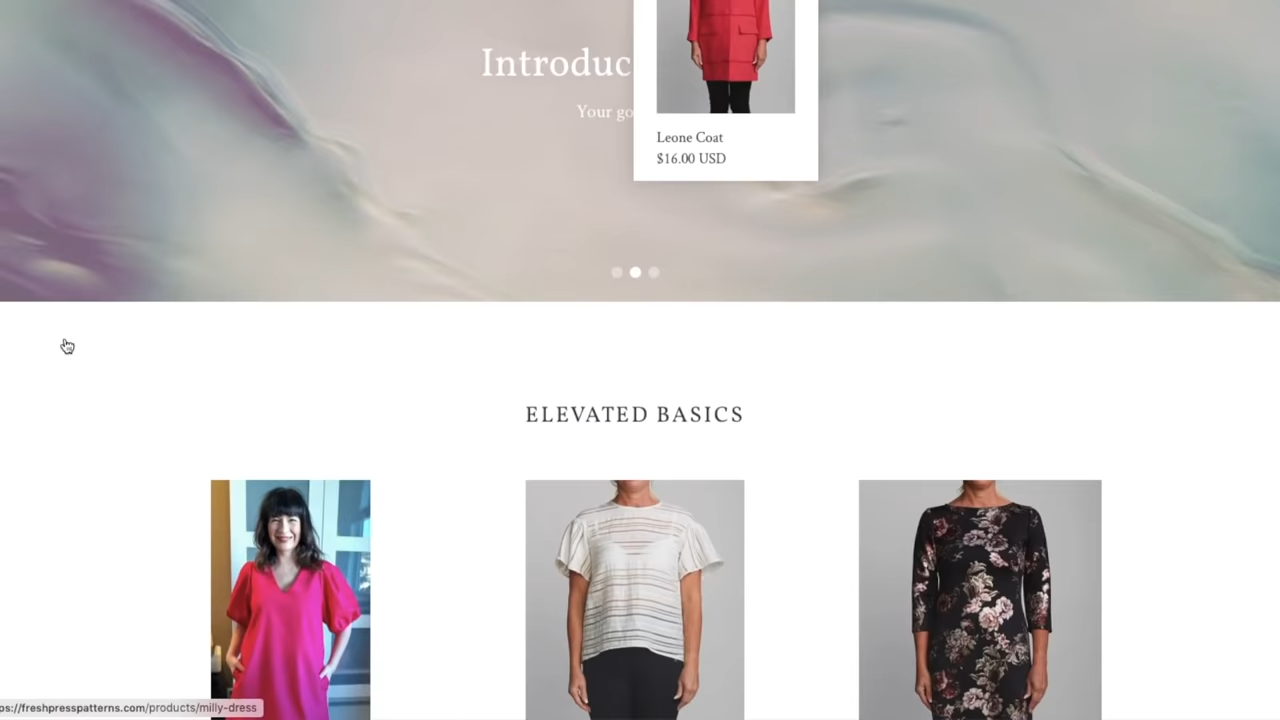 Introduc
Your go
Leone Coat
$16.00 USD
ELEVATED BASICS
ps://freshpresspatterns.com/products/milly-dress